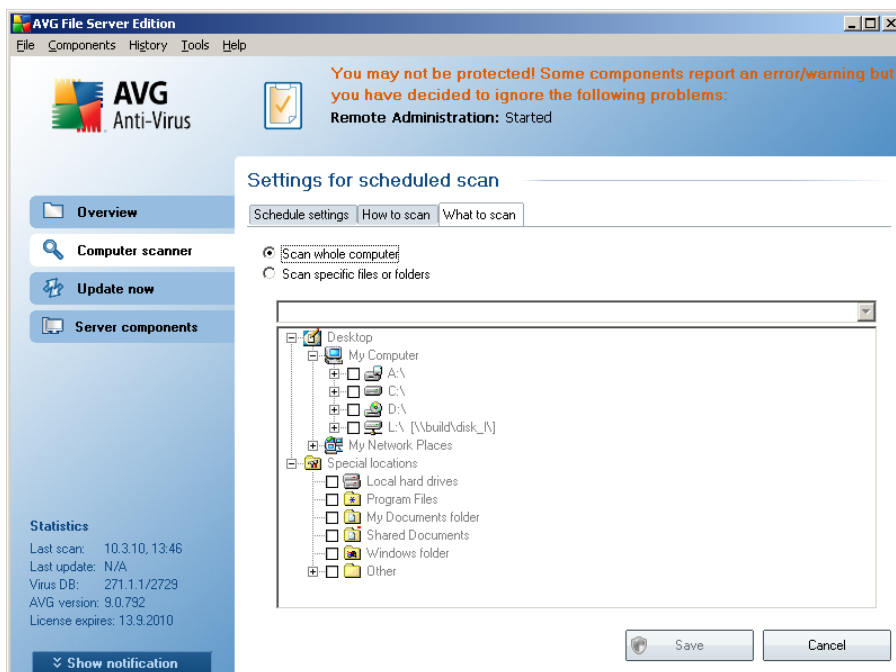 AVG File Server Edition
File Components History Tools Help
AVG
Anti-Virus
You may not be protected! Some components report an error/warning but
you have decided to ignore the following problems:
Remote Administration: Started
Overview
Computer scanner
Update now
Server components
Settings for scheduled scan
Schedule settings How to scan What to scan
Scan whole computer
Scan specific files or folders
Desktop
My Computer
A:\
C:\
D:\
L:\ [\\build\disk_l\]
My Network Places
Special locations
Local hard drives
Program Files
My Documents folder
Shared Documents
Windows folder
Other
Statistics
Last scan: 10.3.10, 13:46
Last update: N/A
Virus DB: 271.1.1/2729
AVG version: 9.0.792
License expires: 13.9.2010
Show notification
Save Cancel